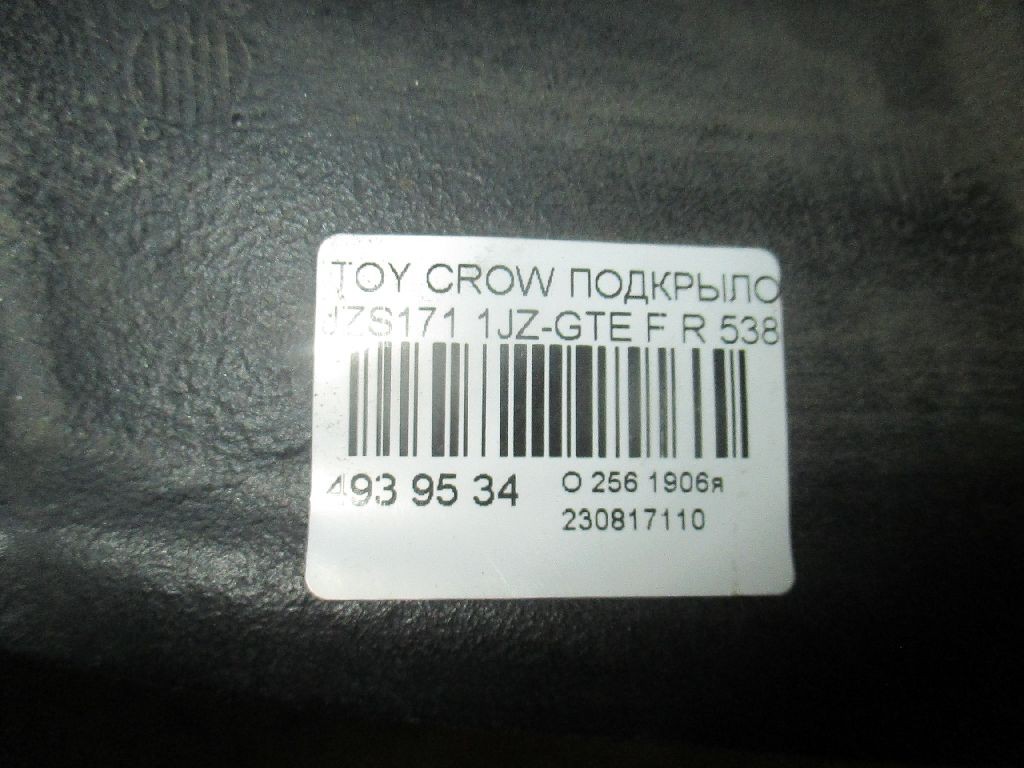 TOY CROW ПОДКРЫЛО
JZS171 1JZ-GTE F R 538
493 95 34
О 256 1906я
230817110